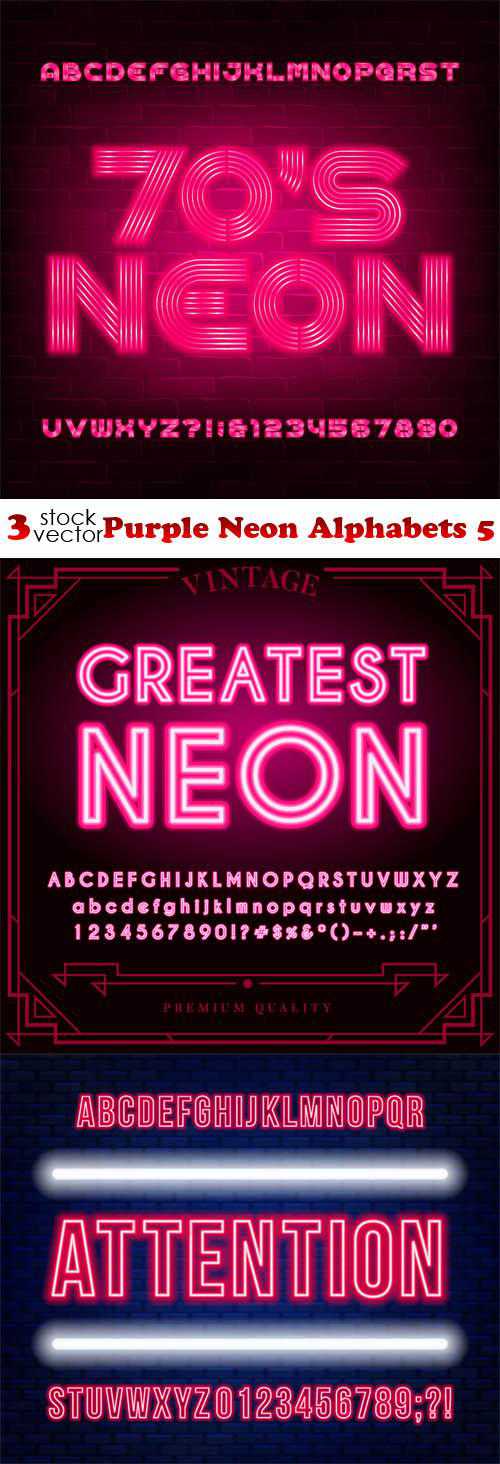 ABCDEFGHIJKLMNOPQRST
70'S
NEON
UVWXYZ?!;&1234567890
3 stock vector Purple Neon Alphabets 5
VINTAGE
GREATEST
NEON
ABCDEFGHIJKLMNOPQRSTUVWXYZ
abcdefghijklmnopqrstuvwxyz
1234567890!?#$%&°()-+.,;:/"'
PREMIUM QUALITY
ABCDEFGHIJKLMNOPQR
ATTENTION
STUVWXYZ0123456789;?!